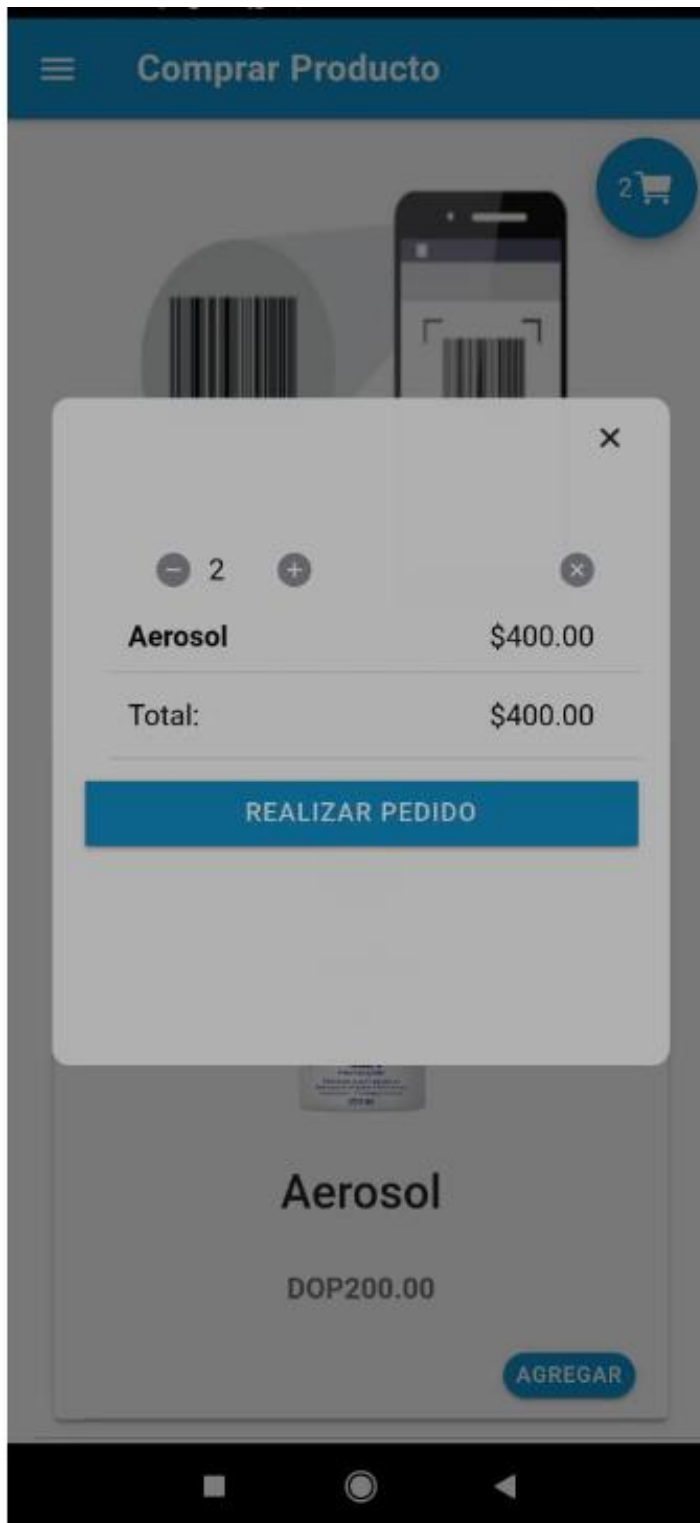 Comprar Producto
2
2
Aerosol $400.00
Total: $400.00
REALIZAR PEDIDO
Aerosol
DOP200.00
AGREGAR